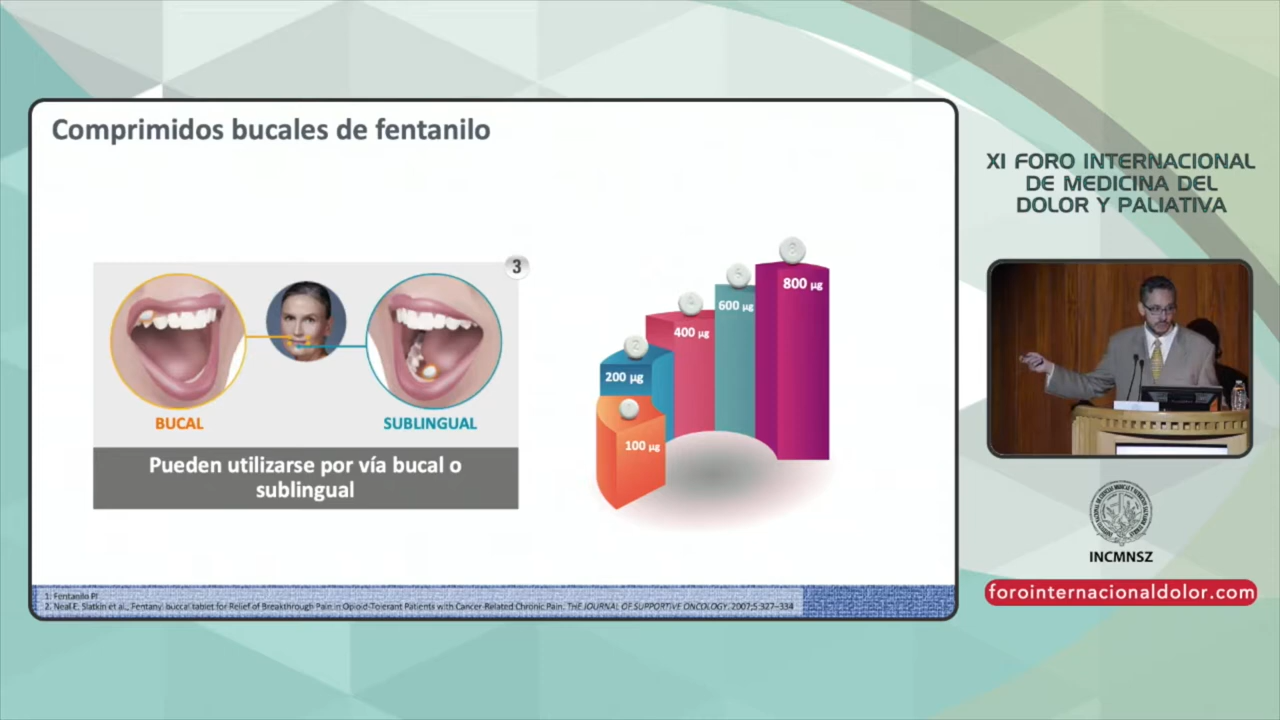 Comprimidos bucales de fentanilo
3
BUCAL
SUBLINGUAL
Pueden utilizarse por vía bucal o
sublingual
800 µg
600 µg
400 µg
200 µg
100 µg
1. Fentanilo PI
2. Neal E. Slatkin et al., Fentanyl buccal tablet for Relief of Breakthrough Pain in Opioid-Tolerant Patients with Cancer-Related Chronic Pain. THE JOURNAL OF SUPPORTIVE ONCOLOGY. 2007;5:327–334
XI FORO INTERNACIONAL
DE MEDICINA DEL
DOLOR Y PALIATIVA
INCMNSZ
forointernacionaldolor.com